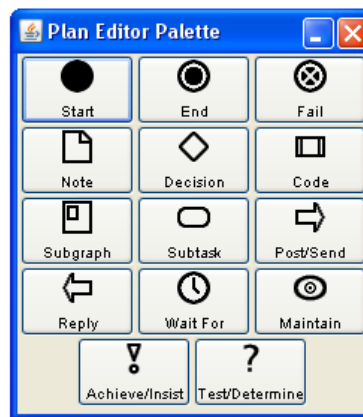 Plan Editor Palette
Start End Fail
Note Decision Code
Subgraph Subtask Post/Send
Reply Wait For Maintain
Achieve/Insist Test/Determine